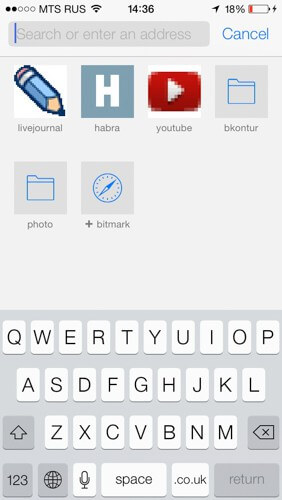 MTS RUS 14:36 18%
Search or enter an address Cancel
H
livejournal habra youtube bkontur
photo + bitmark
Q W E R T Y U I O P
A S D F G H J K L
Z X C V B N M
123 space .co.uk return